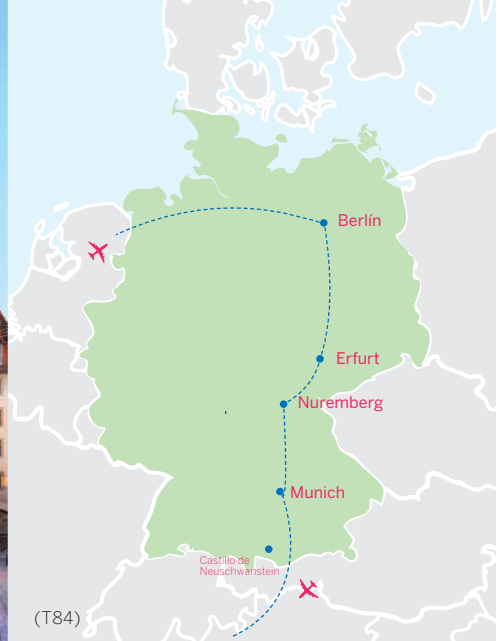 Berlín
Erfurt
Nuremberg
Munich
Castillo de
Neuschwanstein
(T84)